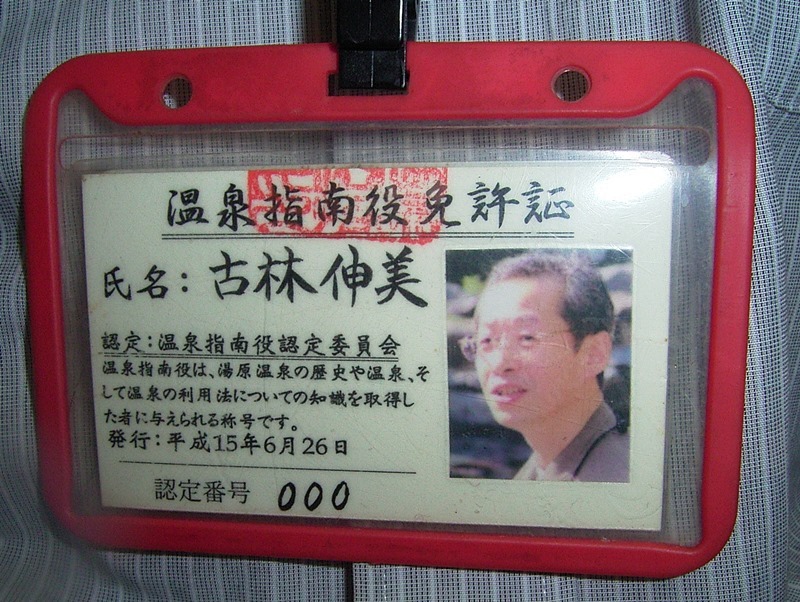 温泉指南役免許証
氏名：古林伸美
認定：温泉指南役認定委員会
温泉指南役は、湯原温泉の歴史や温泉、そ
して温泉の利用法についての知識を取得し
た者に与えられる称号です。
発行：平成15年6月26日
認定番号 000